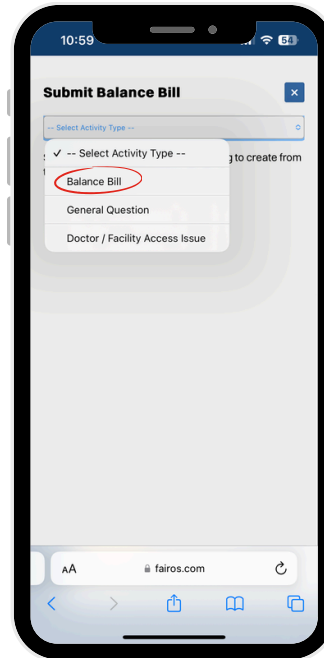 10:59
54
Submit Balance Bill
-- Select Activity Type --
✓ -- Select Activity Type --
g to create from
Balance Bill
General Question
Doctor / Facility Access Issue
AA
fairos.com